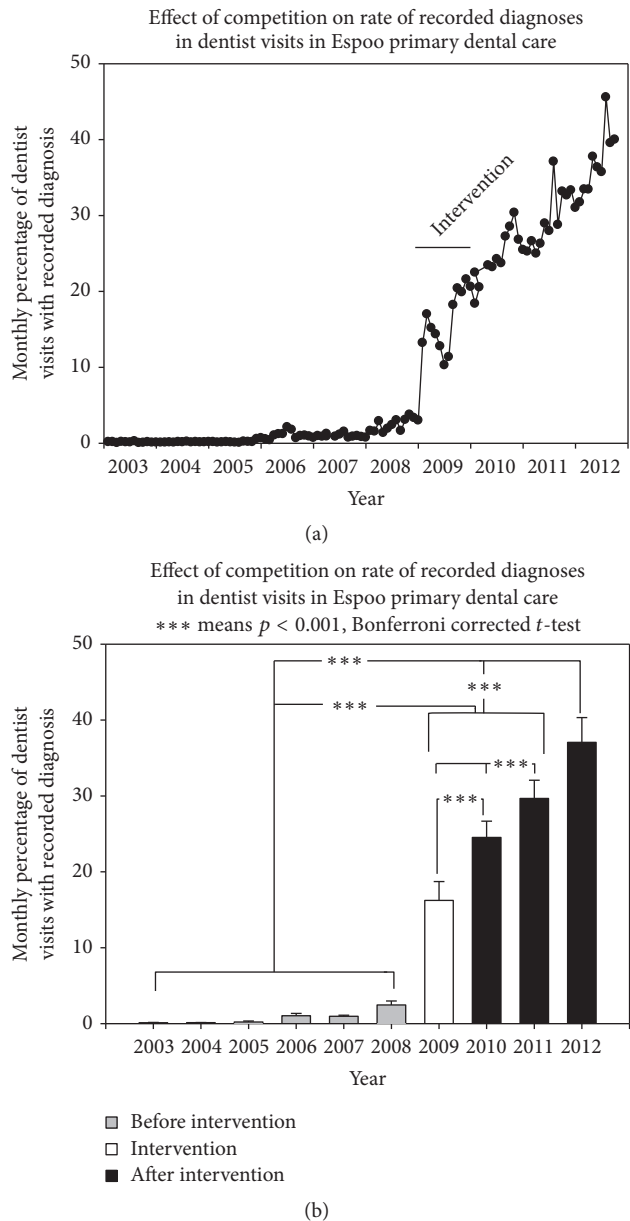 Effect of competition on rate of recorded diagnoses
in dentist visits in Espoo primary dental care
Monthly percentage of dentist
visits with recorded diagnosis
50
40
30
20
10
0
Intervention
2003 2004 2005 2006 2007 2008 2009 2010 2011 2012
Year
(a)
Effect of competition on rate of recorded diagnoses
in dentist visits in Espoo primary dental care
*** means p < 0.001, Bonferroni corrected t-test
Monthly percentage of dentist
visits with recorded diagnosis
50
40
30
20
10
0
***
***
***
***
***
2003 2004 2005 2006 2007 2008 2009 2010 2011 2012
Year
Before intervention
Intervention
After intervention
(b)